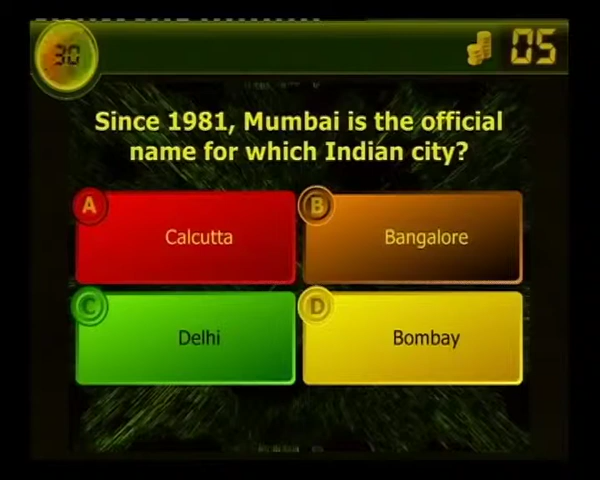 30
05
Since 1981, Mumbai is the official
name for which Indian city?
A
Calcutta
B
Bangalore
C
Delhi
D
Bombay